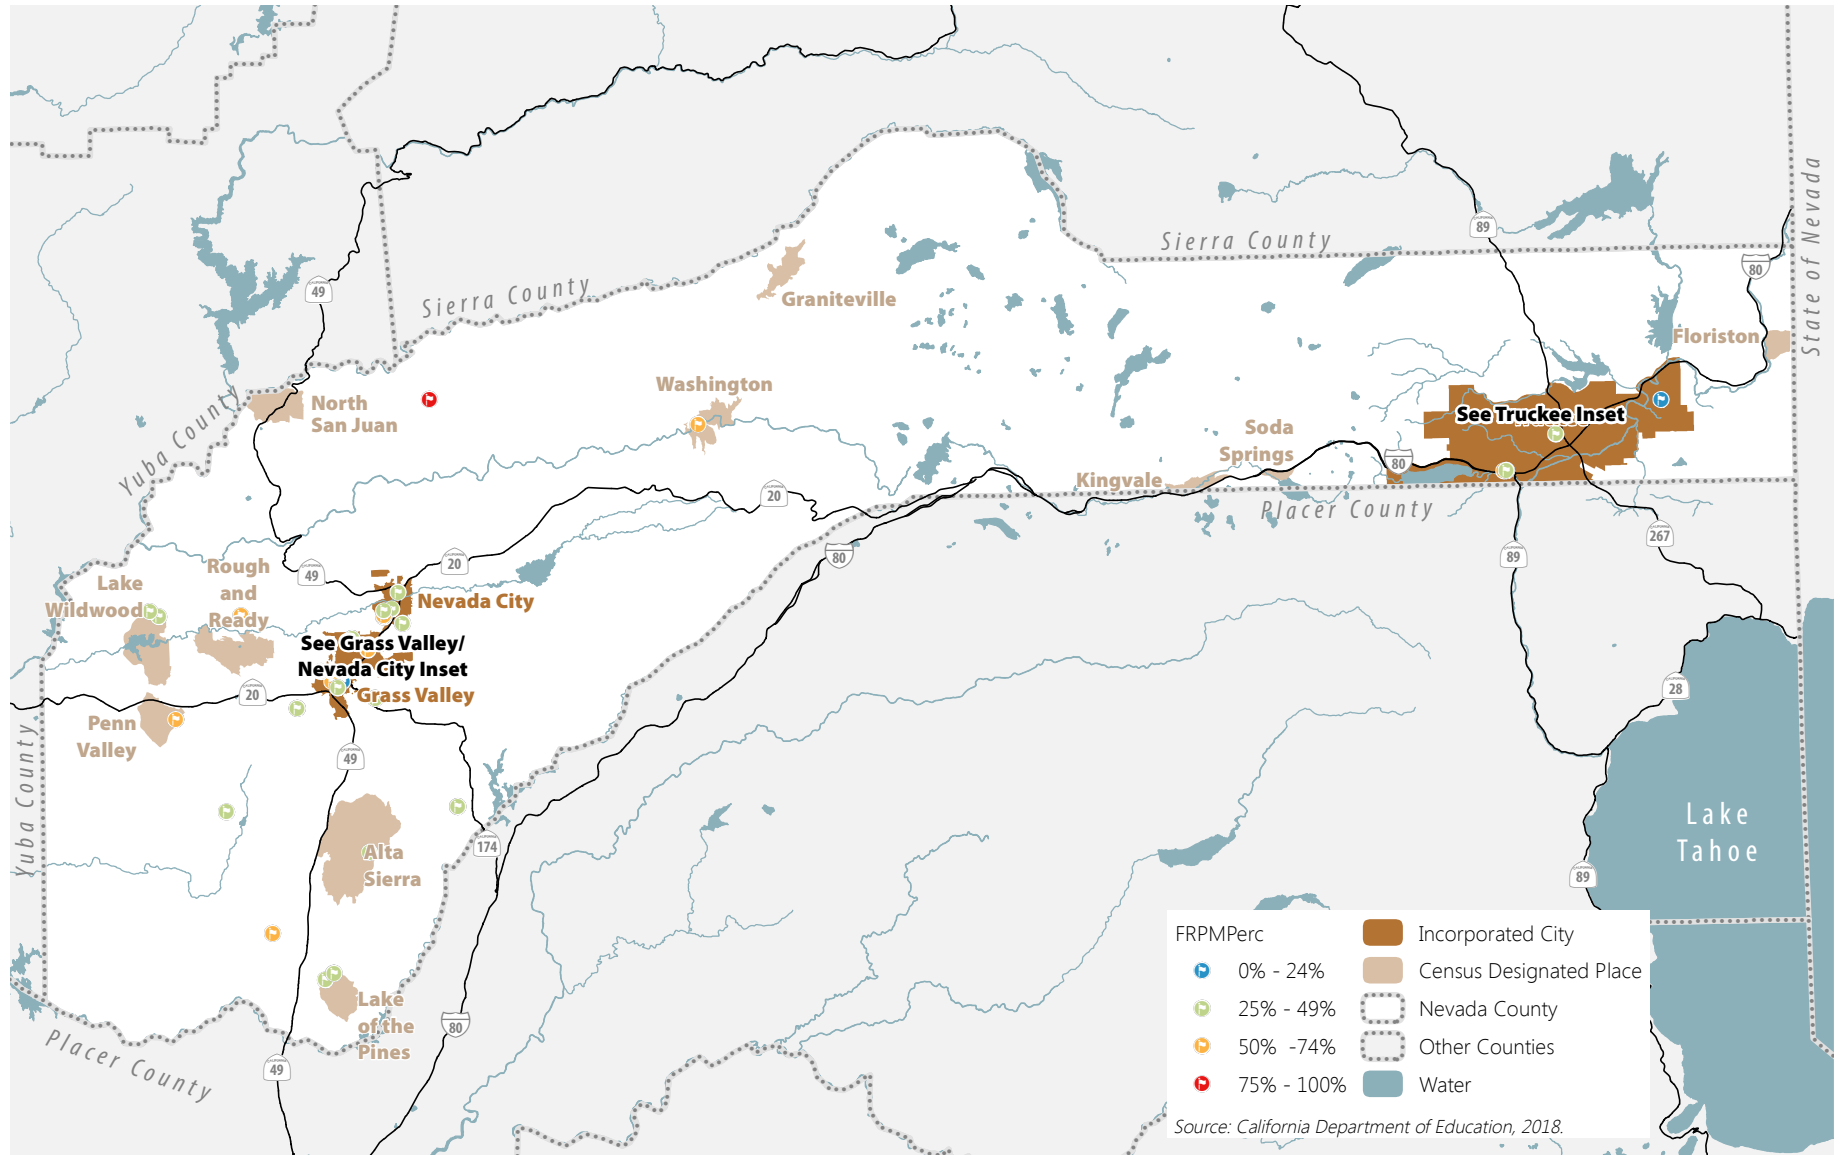 Sierra County
Sierra County
State of Nevada
49
89
80
Graniteville
Floriston
Washington
North
San Juan
Yuba County
See Truckee Inset
Soda
Springs
80
Kingvale
20
Placer County
80
89
267
Rough
and
Ready
Lake
Wildwood
49
20
Nevada City
See Grass Valley/
Nevada City Inset
Grass Valley
20
28
Penn
Valley
49
Yuba County
174
Alta
Sierra
Lake
Tahoe
89
Lake
of the
Pines
80
49
Placer County
FRPMPerc
0% - 24%
25% - 49%
50% -74%
75% - 100%
Incorporated City
Census Designated Place
Nevada County
Other Counties
Water
Source: California Department of Education, 2018.